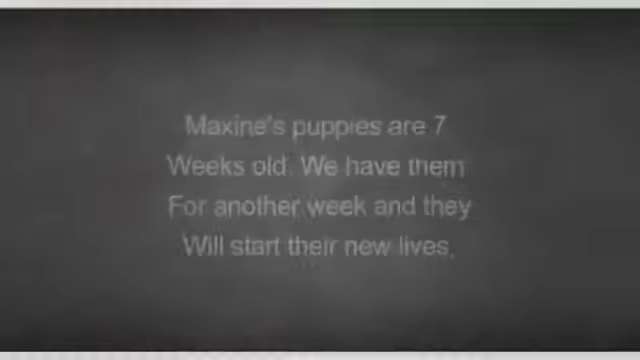 Maxine's puppies are 7
Weeks old. We have them
For another week and they
Will start their new lives.